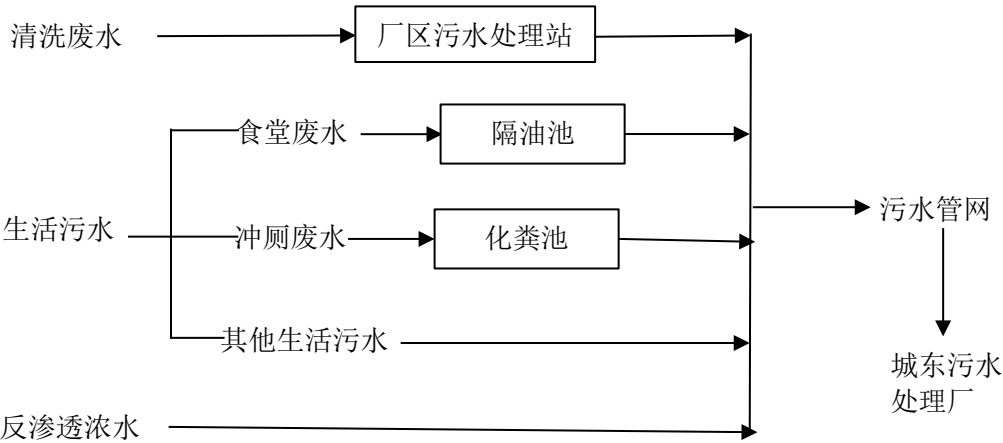 清洗废水
厂区污水处理站
食堂废水
隔油池
生活污水
冲厕废水
化粪池
污水管网
其他生活污水
城东污水
处理厂
反渗透浓水